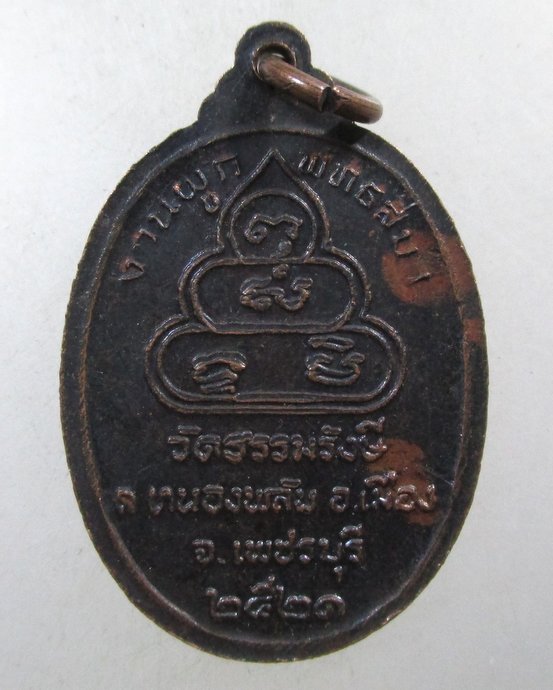 งานผูกพัทธสีมา
วัดธรรมรังษี
ต หนองพลับ อ.เมือง
จ.เพชรบุรี
๒๕๒๑